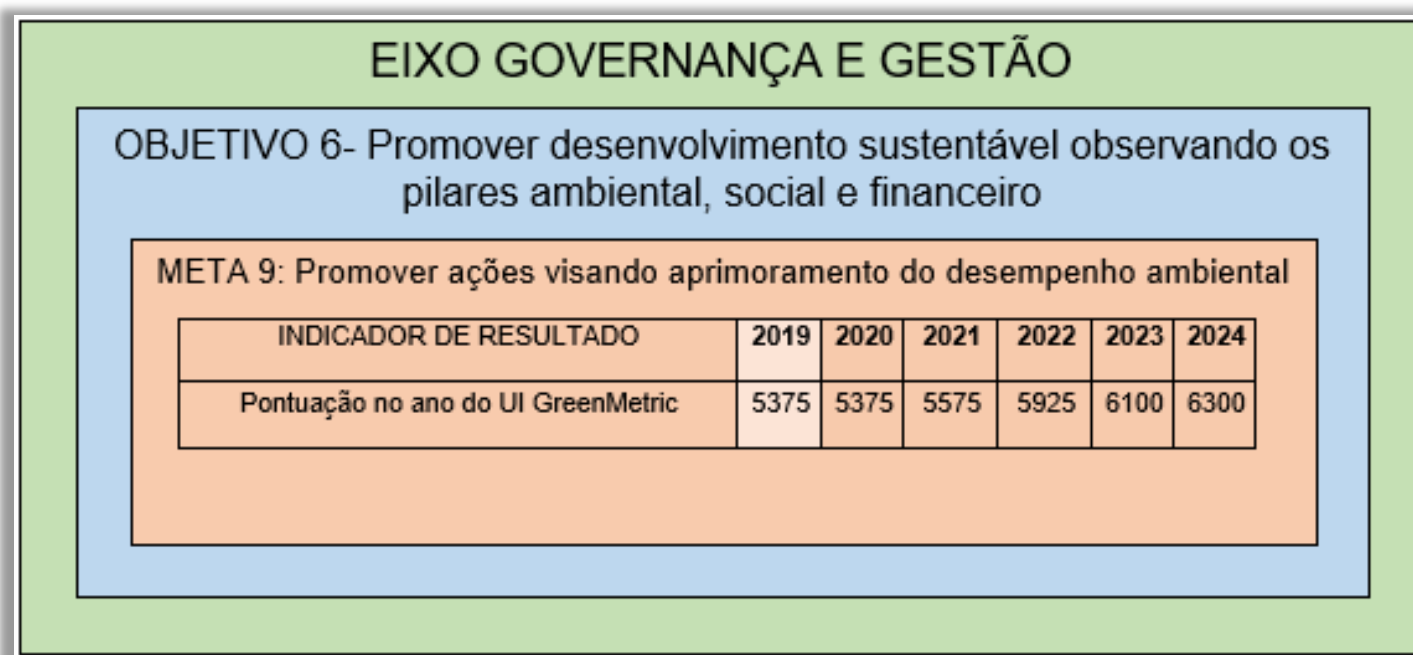 EIXO GOVERNANÇA E GESTÃO
OBJETIVO 6- Promover desenvolvimento sustentável observando os
pilares ambiental, social e financeiro
META 9: Promover ações visando aprimoramento do desempenho ambiental
INDICADOR DE RESULTADO 2019 2020 2021 2022 2023 2024
Pontuação no ano do UI GreenMetric 5375 5375 5575 5925 6100 6300